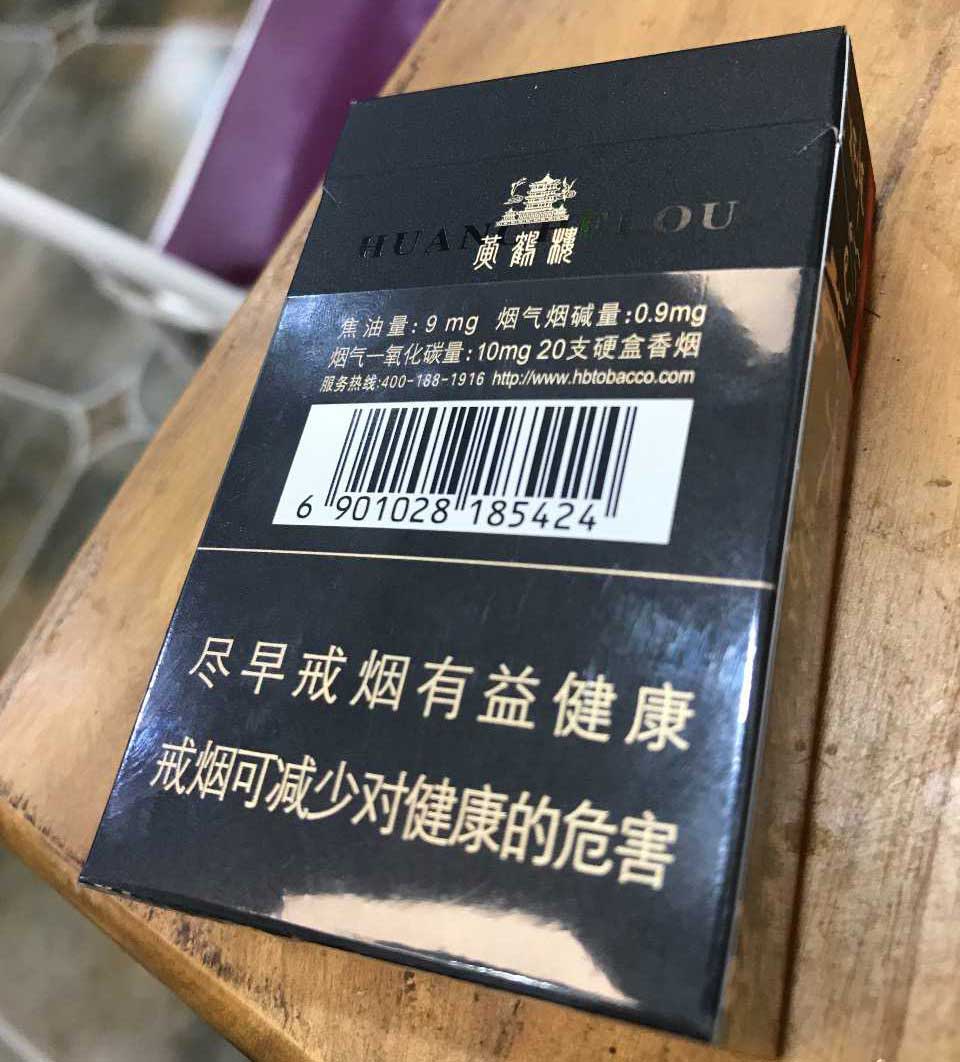 HUANGHELOU
黄鹤楼
焦油量:9 mg 烟气烟碱量:0.9mg
烟气一氧化碳量:10mg 20支硬盒香烟
服务热线:400-188-1916 http://www.hbtobacco.com
6 901028 185424
尽早戒烟有益健康
戒烟可减少对健康的危害